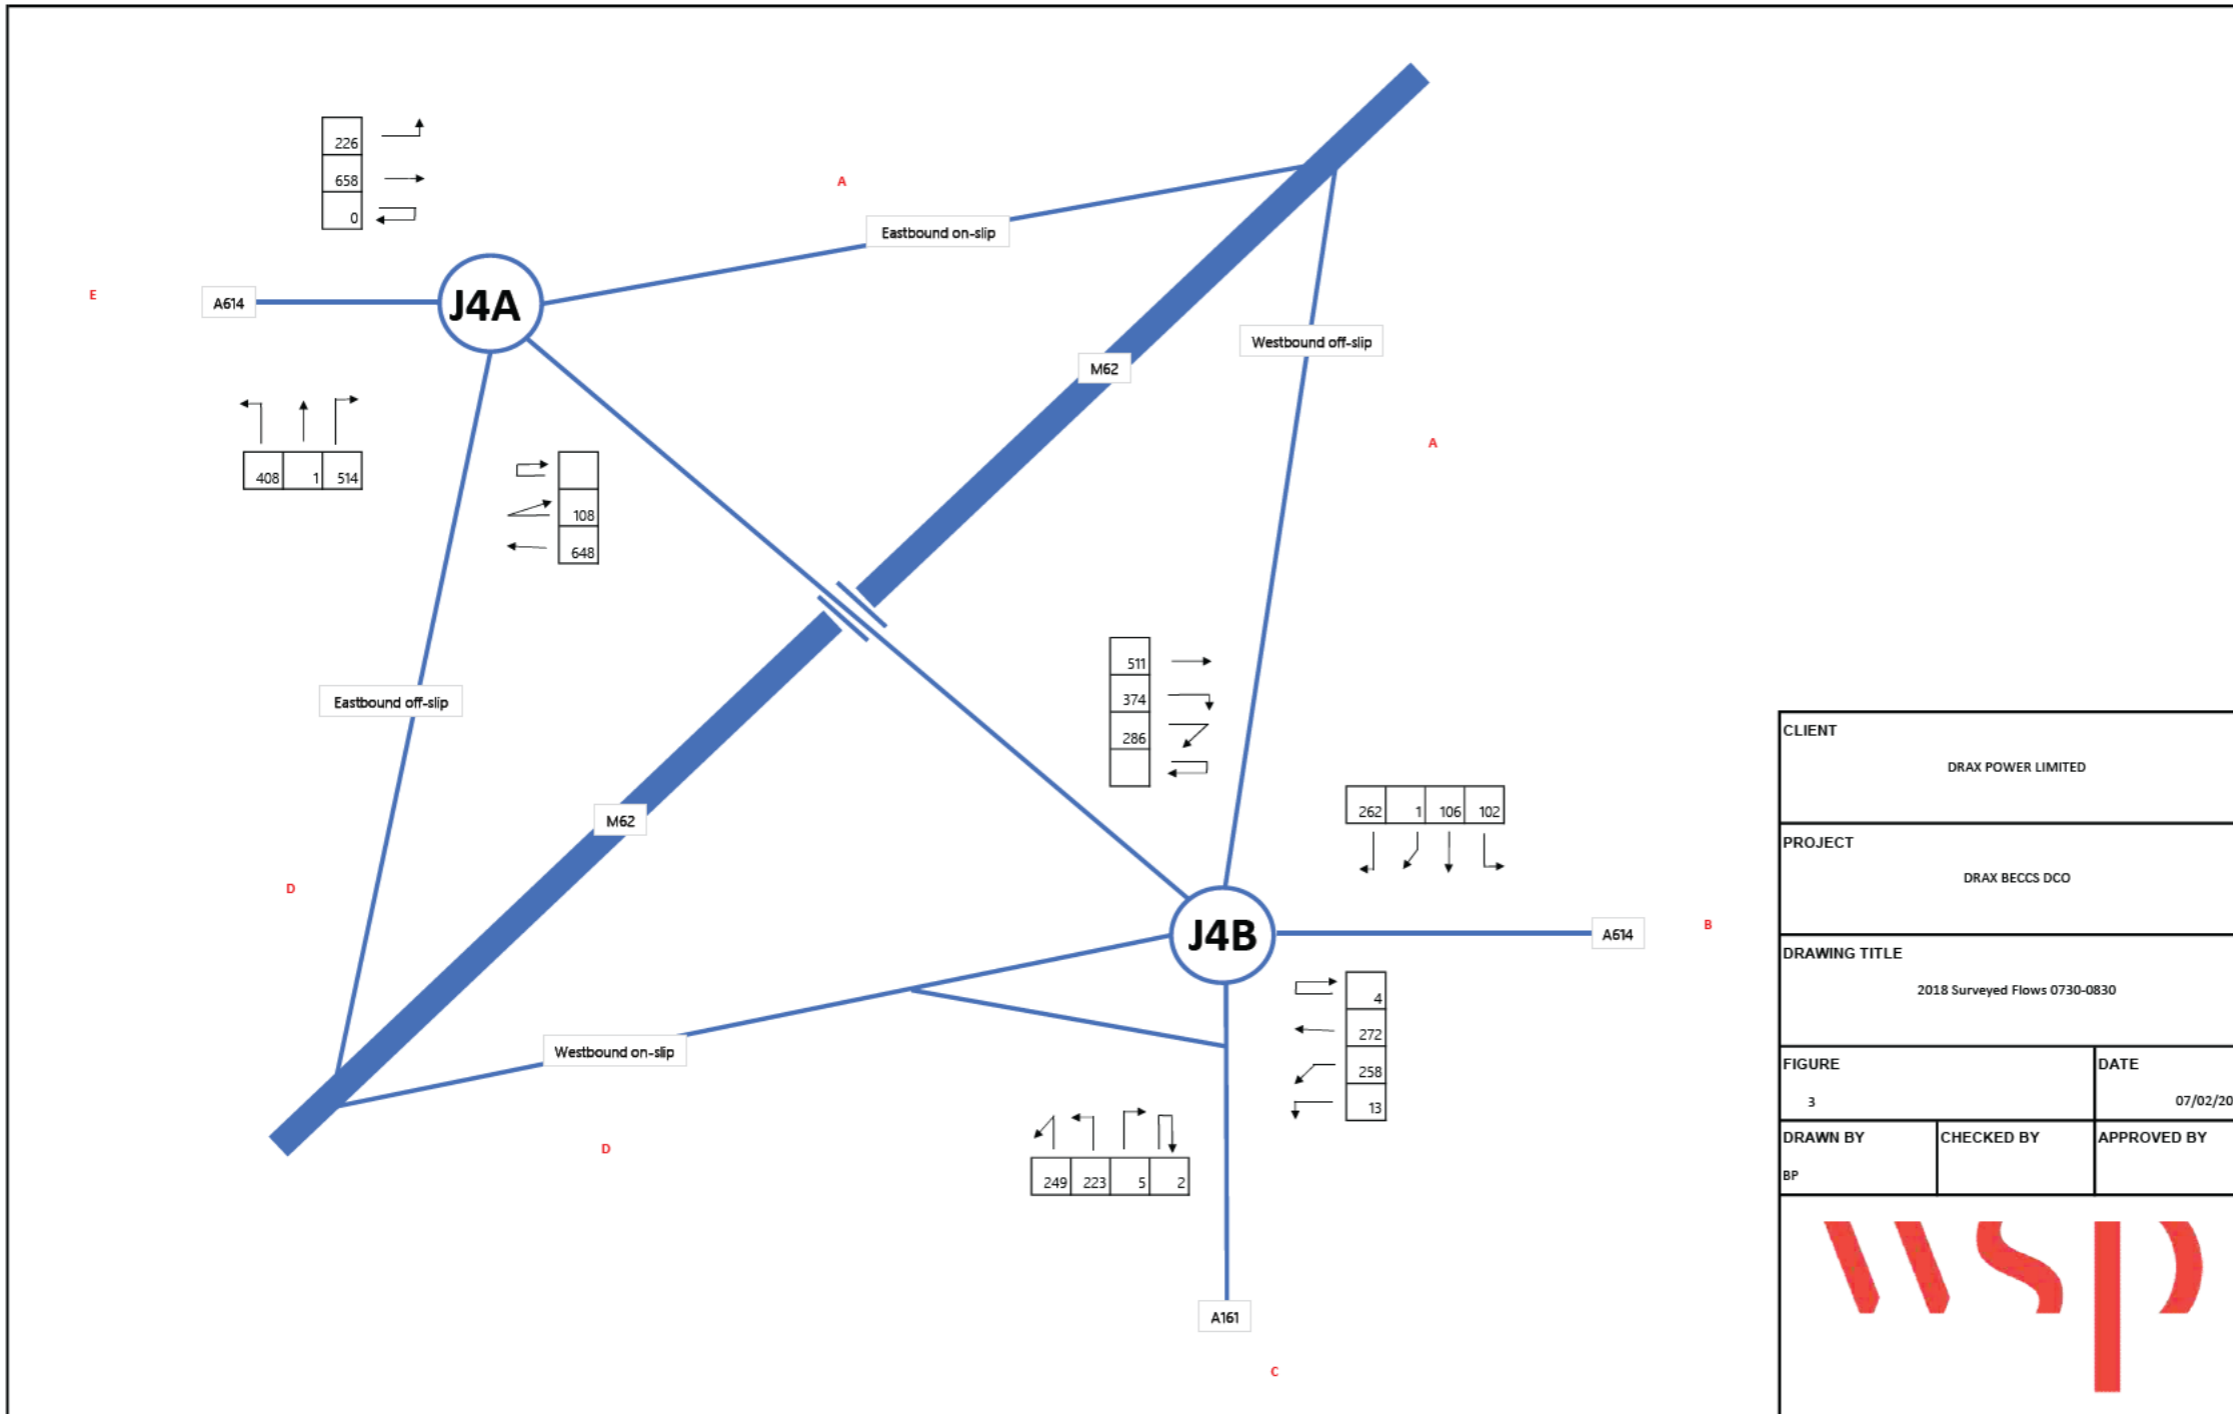 226
658
0
A
Eastbound on-slip
E
A614
J4A
Westbound off-slip
M62
A
408 1 514
108
648
511
374
286
Eastbound off-slip
262 1 106 102
M62
D
J4B
A614
B
4
272
258
13
Westbound on-slip
D
249 223 5 2
A161
C
CLIENT
DRAX POWER LIMITED
PROJECT
DRAX BECCS DCO
DRAWING TITLE
2018 Surveyed Flows 0730-0830
FIGURE
3
DATE
07/02/20
DRAWN BY
BP
CHECKED BY
APPROVED BY
wsp